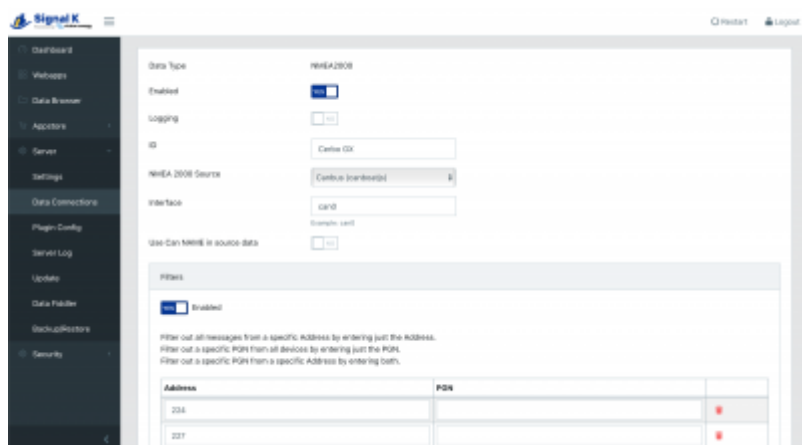 Signal K
Restart
Logout
Dashboard
Webapps
Data Browser
Appstore
Server
Settings
Data Connections
Plugin Config
Server Log
Update
Data Fiddler
Backup/Restore
Security
Data Type NMEA2000
Enabled YES
Logging NO
ID Cerbo GX
NMEA 2000 Source Canbus (canboatjs)
Interface can0
Example: can0
Use Can NAME in source data NO
Filters
YES Enabled
Filter out all messages from a specific Address by entering just the Address.
Filter out a specific PGN from all devices by entering just the PGN.
Filter out a specific PGN from a specific Address by entering both.
Address PGN
224
227